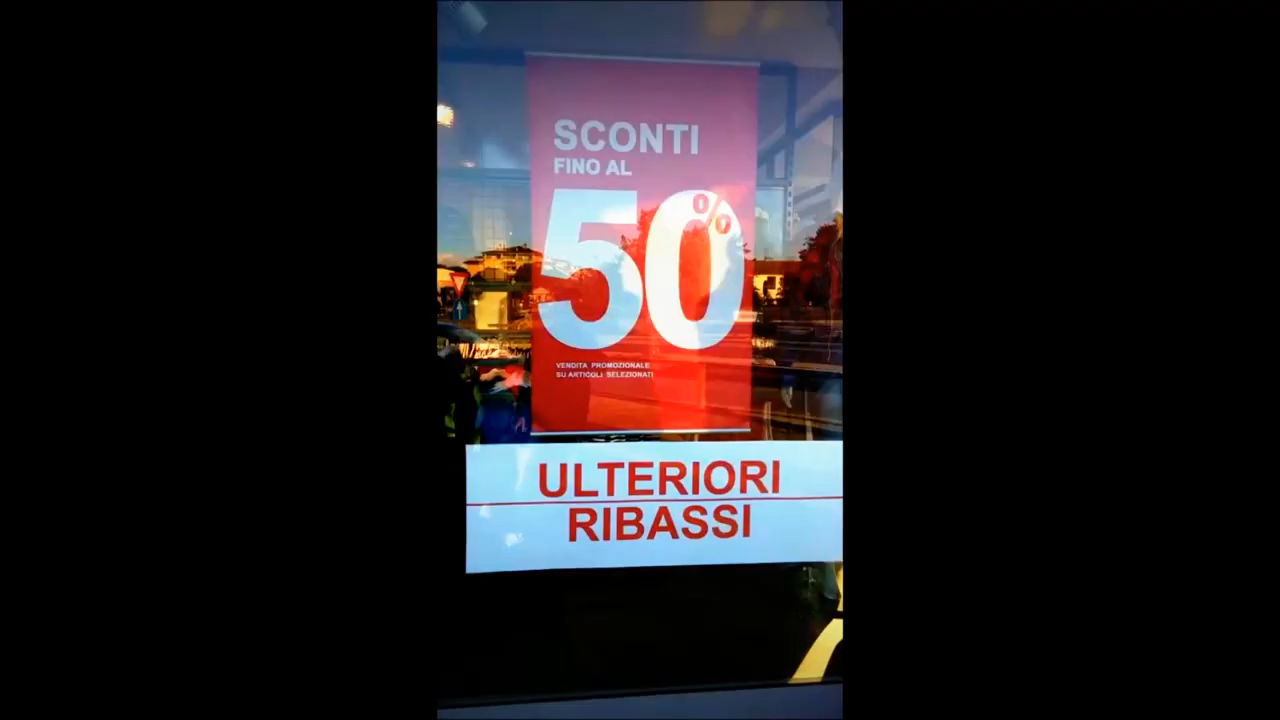 SCONTI
FINO AL
50%
VENDITA PROMOZIONALE
SU ARTICOLI SELEZIONATI
ULTERIORI
RIBASSI